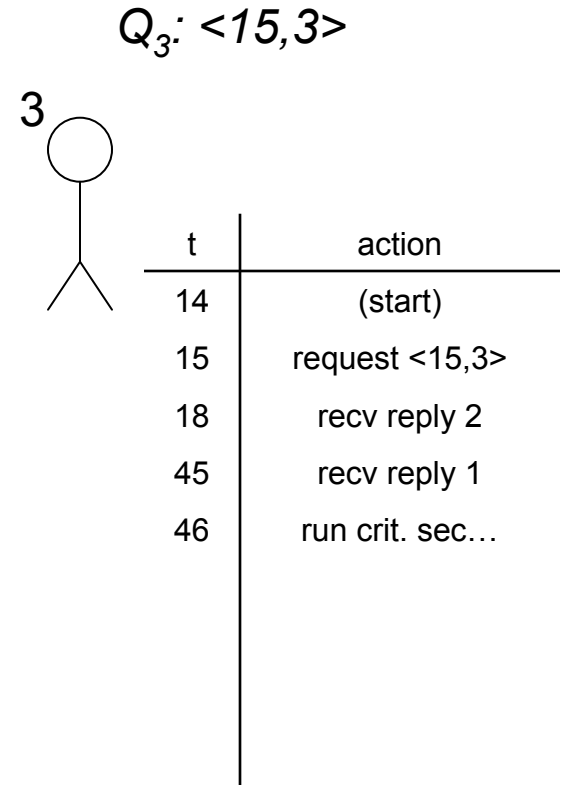 Q₃: <15,3>
3
t action
14 (start)
15 request <15,3>
18 recv reply 2
45 recv reply 1
46 run crit. sec…